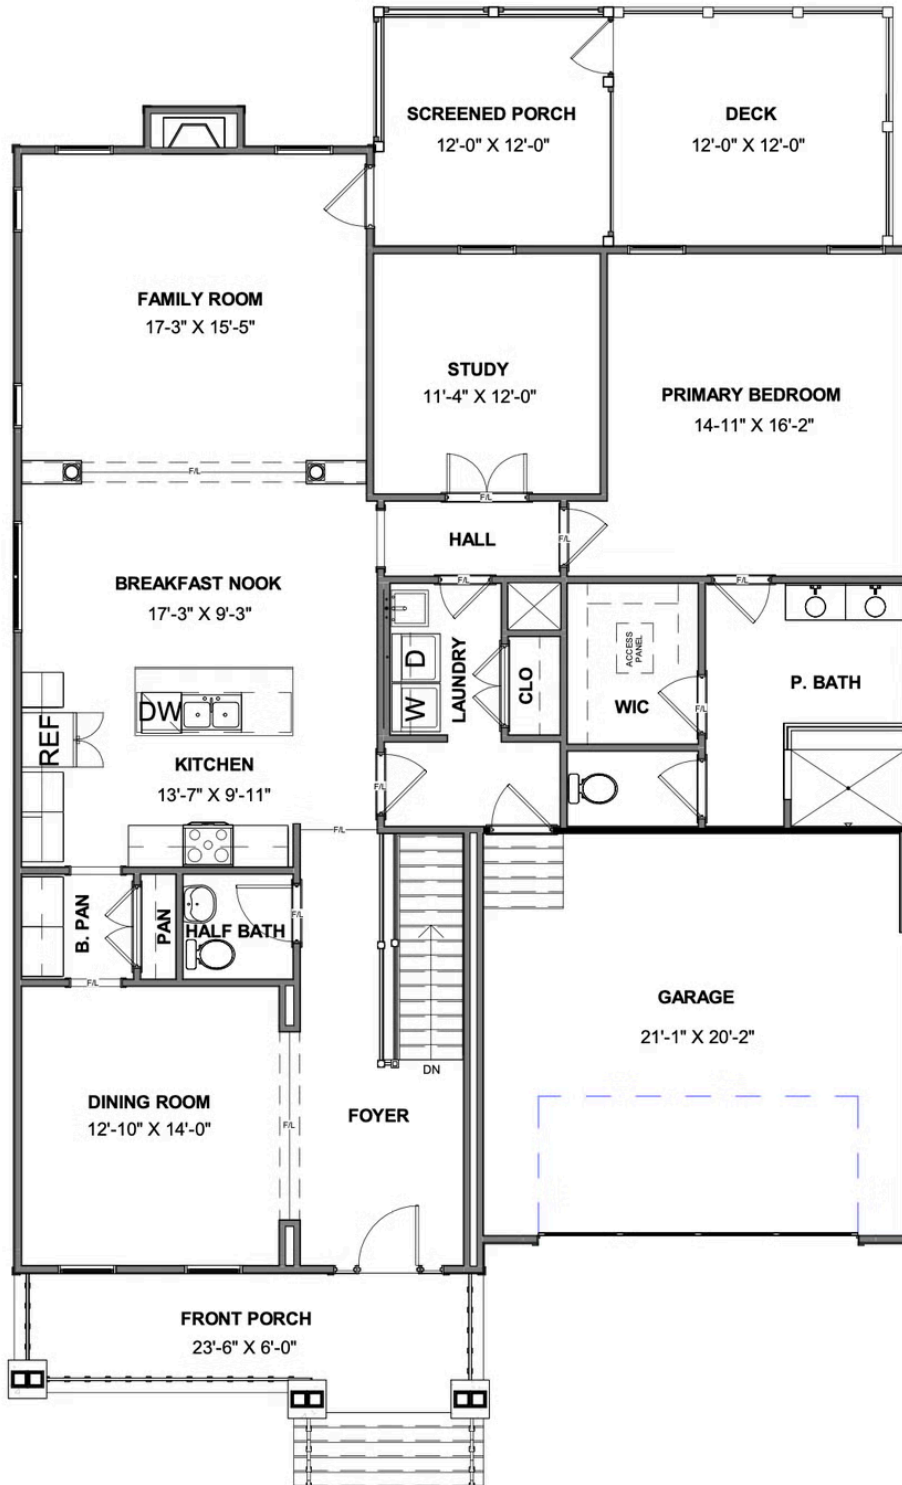 SCREENED PORCH
12'-0" X 12'-0"
DECK
12'-0" X 12'-0"
FAMILY ROOM
17'-3" X 15'-5"
STUDY
11'-4" X 12'-0"
PRIMARY BEDROOM
14'-11" X 16'-2"
F/L
F/L
HALL
F/L
BREAKFAST NOOK
17'-3" X 9'-3"
F/L
F/L
ACCESS
PANEL
D
W
LAUNDRY
CLO
WIC
F/L
P. BATH
DW
REF
KITCHEN
13'-7" X 9'-11"
F/L
F/L
B. PAN
PAN
HALF BATH
F/L
F/L
GARAGE
21'-1" X 20'-2"
DN
DINING ROOM
12'-10" X 14'-0"
F/L
FOYER
FRONT PORCH
23'-6" X 6'-0"